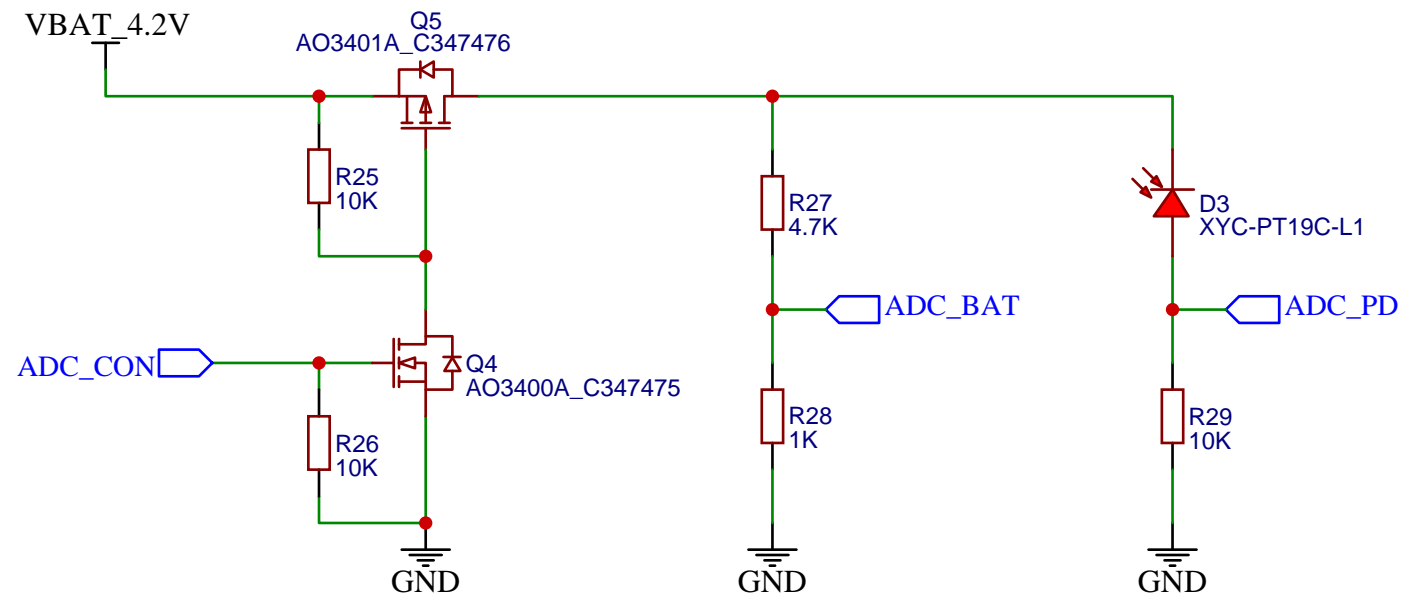 VBAT_4.2V
Q5
AO3401A_C347476
R25
10K
R27
4.7K
D3
XYC-PT19C-L1
ADC_BAT
ADC_PD
ADC_CON
Q4
AO3400A_C347475
R26
10K
R28
1K
R29
10K
GND
GND
GND